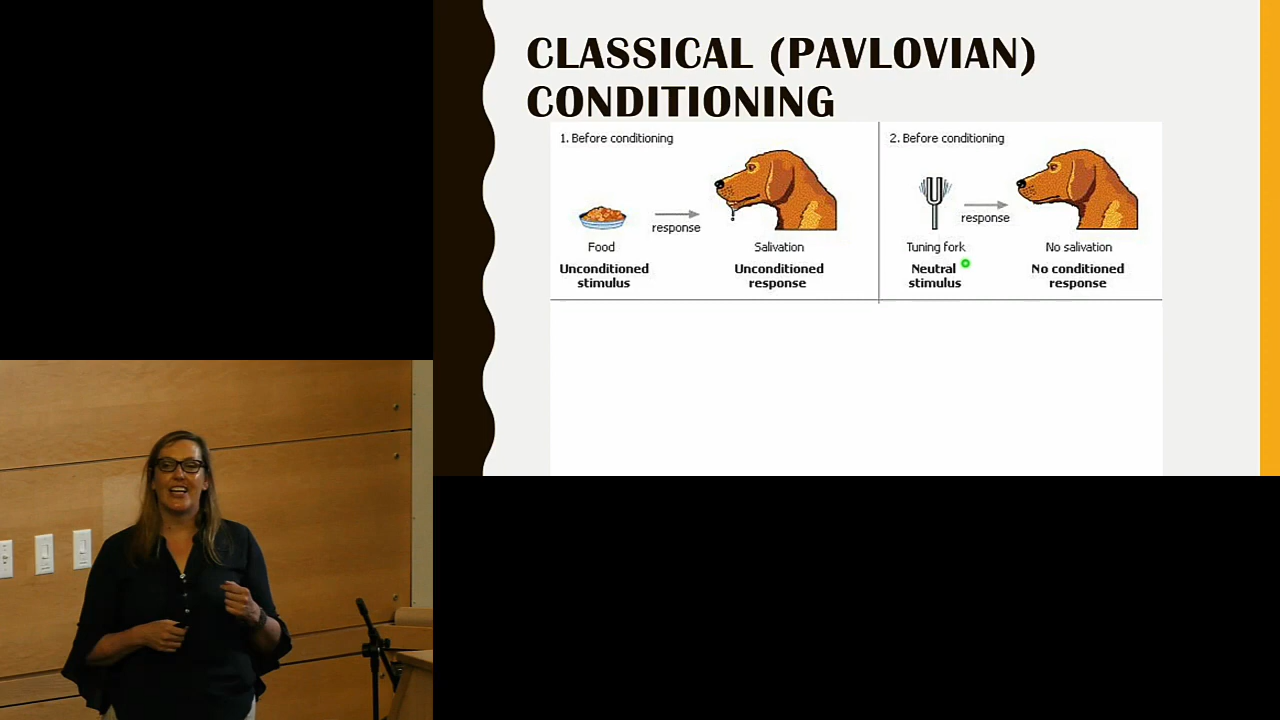 CLASSICAL (PAVLOVIAN)
CONDITIONING
1. Before conditioning
response
Food
Salivation
Unconditioned
stimulus
Unconditioned
response
2. Before conditioning
response
Tuning fork
No salivation
Neutral
stimulus
No conditioned
response